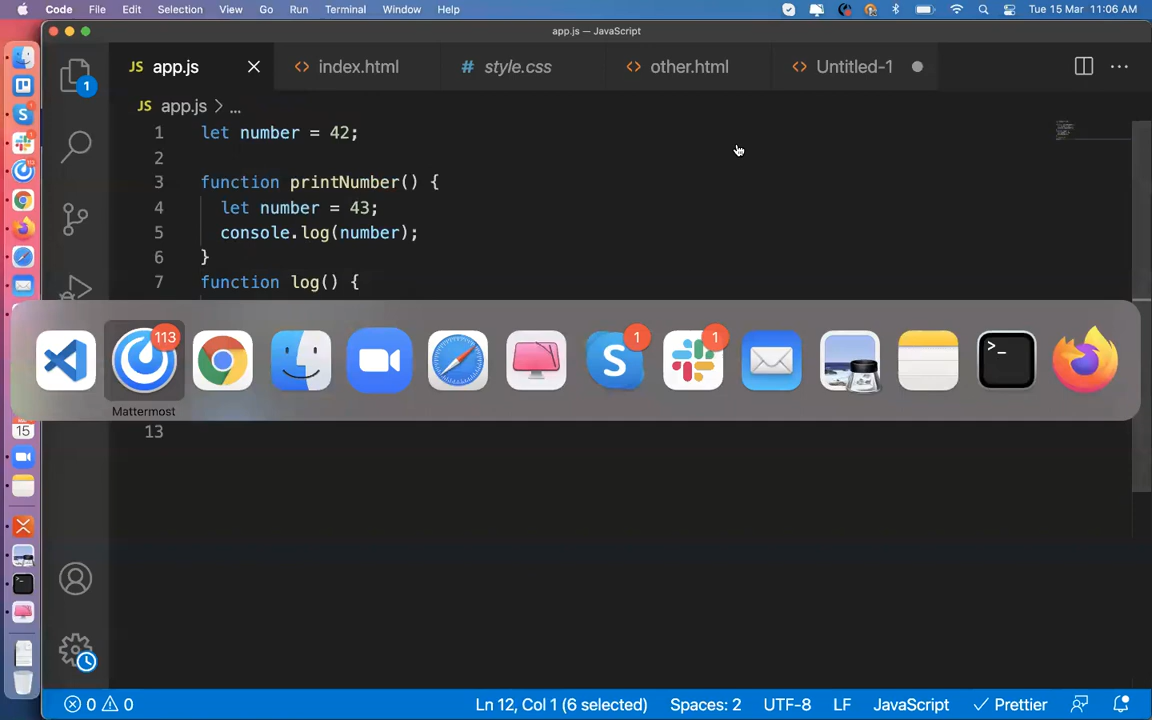 Code File Edit Selection View Go Run Terminal Window Help Tue 15 Mar 11:06 AM
app.js — JavaScript
JS app.js index.html # style.css other.html Untitled-1
1
JS app.js > ...
1 let number = 42;
2
3 function printNumber() {
4 let number = 43;
5 console.log(number);
6 }
7 function log() {
113 1 1
Mattermost
13
15
0 0 Ln 12, Col 1 (6 selected) Spaces: 2 UTF-8 LF JavaScript Prettier